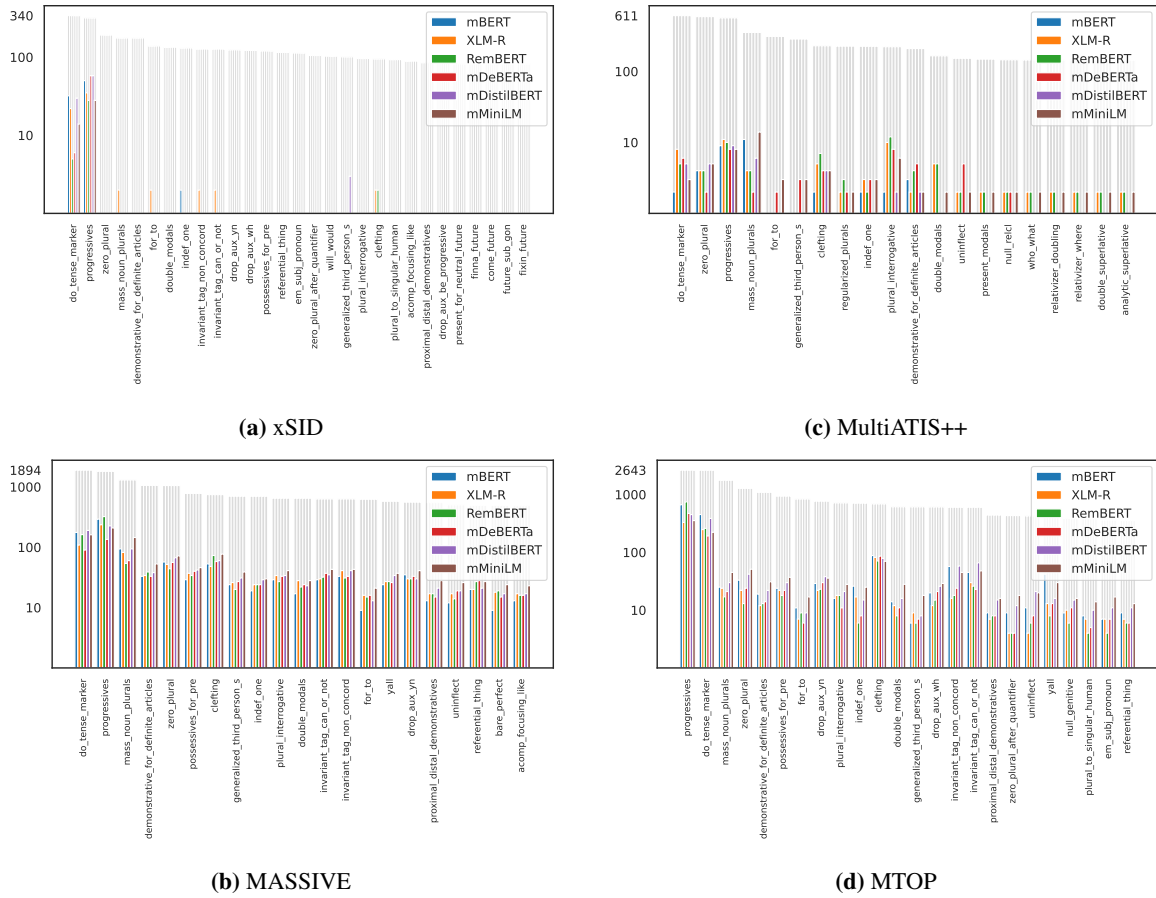 340
100
10
mBERT
XLM-R
RemBERT
mDeBERTa
mDistilBERT
mMiniLM
do_tense_marker
progressives
zero_plural
mass_noun_plurals
demonstrative_for_definite_articles
for_to
double_modals
indef_one
invariant_tag_non_concord
invariant_tag_can_or_not
drop_aux_yn
drop_aux_wh
possessives_for_pre
referential_thing
em_subj_pronoun
zero_plural_after_quantifier
will_would
generalized_third_person_s
plural_interrogative
clefting
plural_to_singular_human
acomp_focusing_like
proximal_distal_demonstratives
drop_aux_be_progressive
present_for_neutral_future
finna_future
come_future
future_sub_gon
fixin_future
(a) xSID
611
100
10
mBERT
XLM-R
RemBERT
mDeBERTa
mDistilBERT
mMiniLM
do_tense_marker
zero_plural
progressives
mass_noun_plurals
for_to
generalized_third_person_s
clefting
regularized_plurals
indef_one
plural_interrogative
demonstrative_for_definite_articles
double_modals
uninflect
present_modals
null_relcl
who_what
relativizer_doubling
relativizer_where
double_superlative
analytic_superlative
(c) MultiATIS++
1894
1000
100
10
mBERT
XLM-R
RemBERT
mDeBERTa
mDistilBERT
mMiniLM
do_tense_marker
progressives
mass_noun_plurals
demonstrative_for_definite_articles
zero_plural
possessives_for_pre
clefting
generalized_third_person_s
indef_one
plural_interrogative
double_modals
invariant_tag_can_or_not
invariant_tag_non_concord
for_to
yall
drop_aux_yn
proximal_distal_demonstratives
uninflect
referential_thing
bare_perfect
acomp_focusing_like
(b) MASSIVE
2643
1000
100
10
mBERT
XLM-R
RemBERT
mDeBERTa
mDistilBERT
mMiniLM
progressives
do_tense_marker
mass_noun_plurals
zero_plural
demonstrative_for_definite_articles
possessives_for_pre
for_to
drop_aux_yn
plural_interrogative
indef_one
clefting
double_modals
generalized_third_person_s
drop_aux_wh
invariant_tag_non_concord
invariant_tag_can_or_not
proximal_distal_demonstratives
zero_plural_after_quantifier
uninflect
yall
null_genitive
plural_to_singular_human
em_subj_pronoun
referential_thing
(d) MTOP